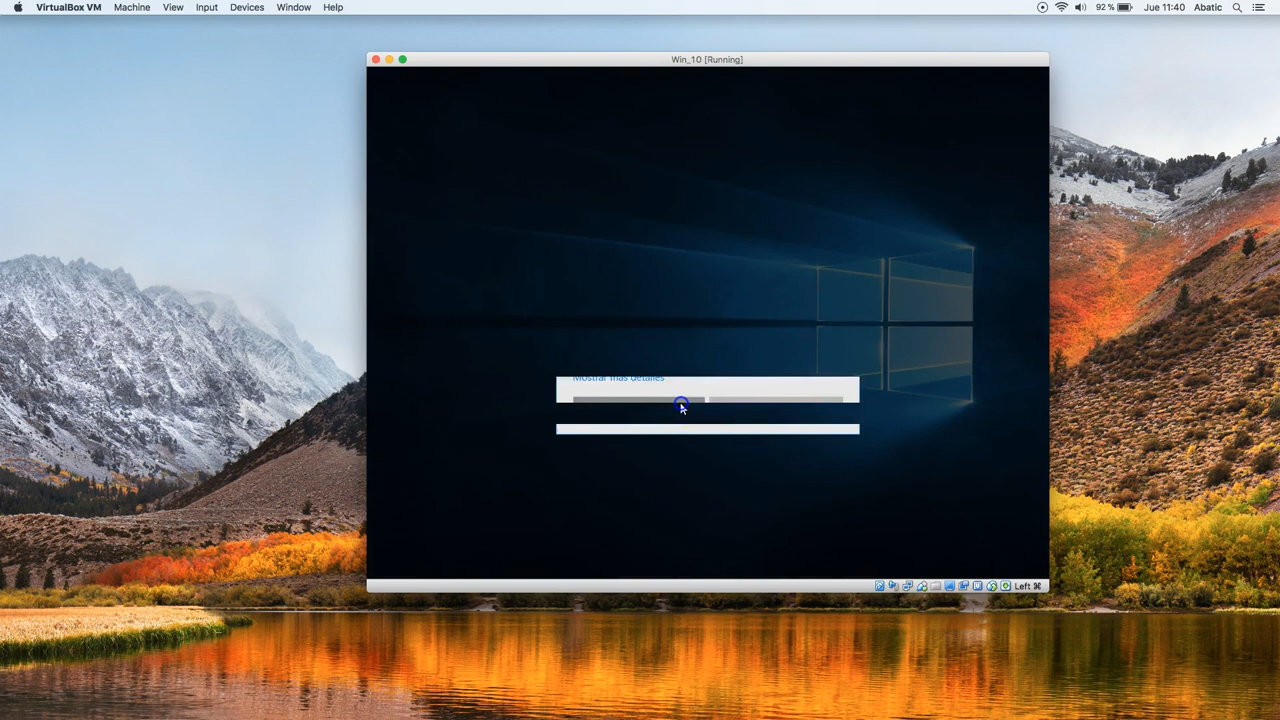 VirtualBox VM Machine View Input Devices Window Help 92 % Jue 11:40 Abatic
Win_10 [Running]
Mostrar más detalles
Left ⌘